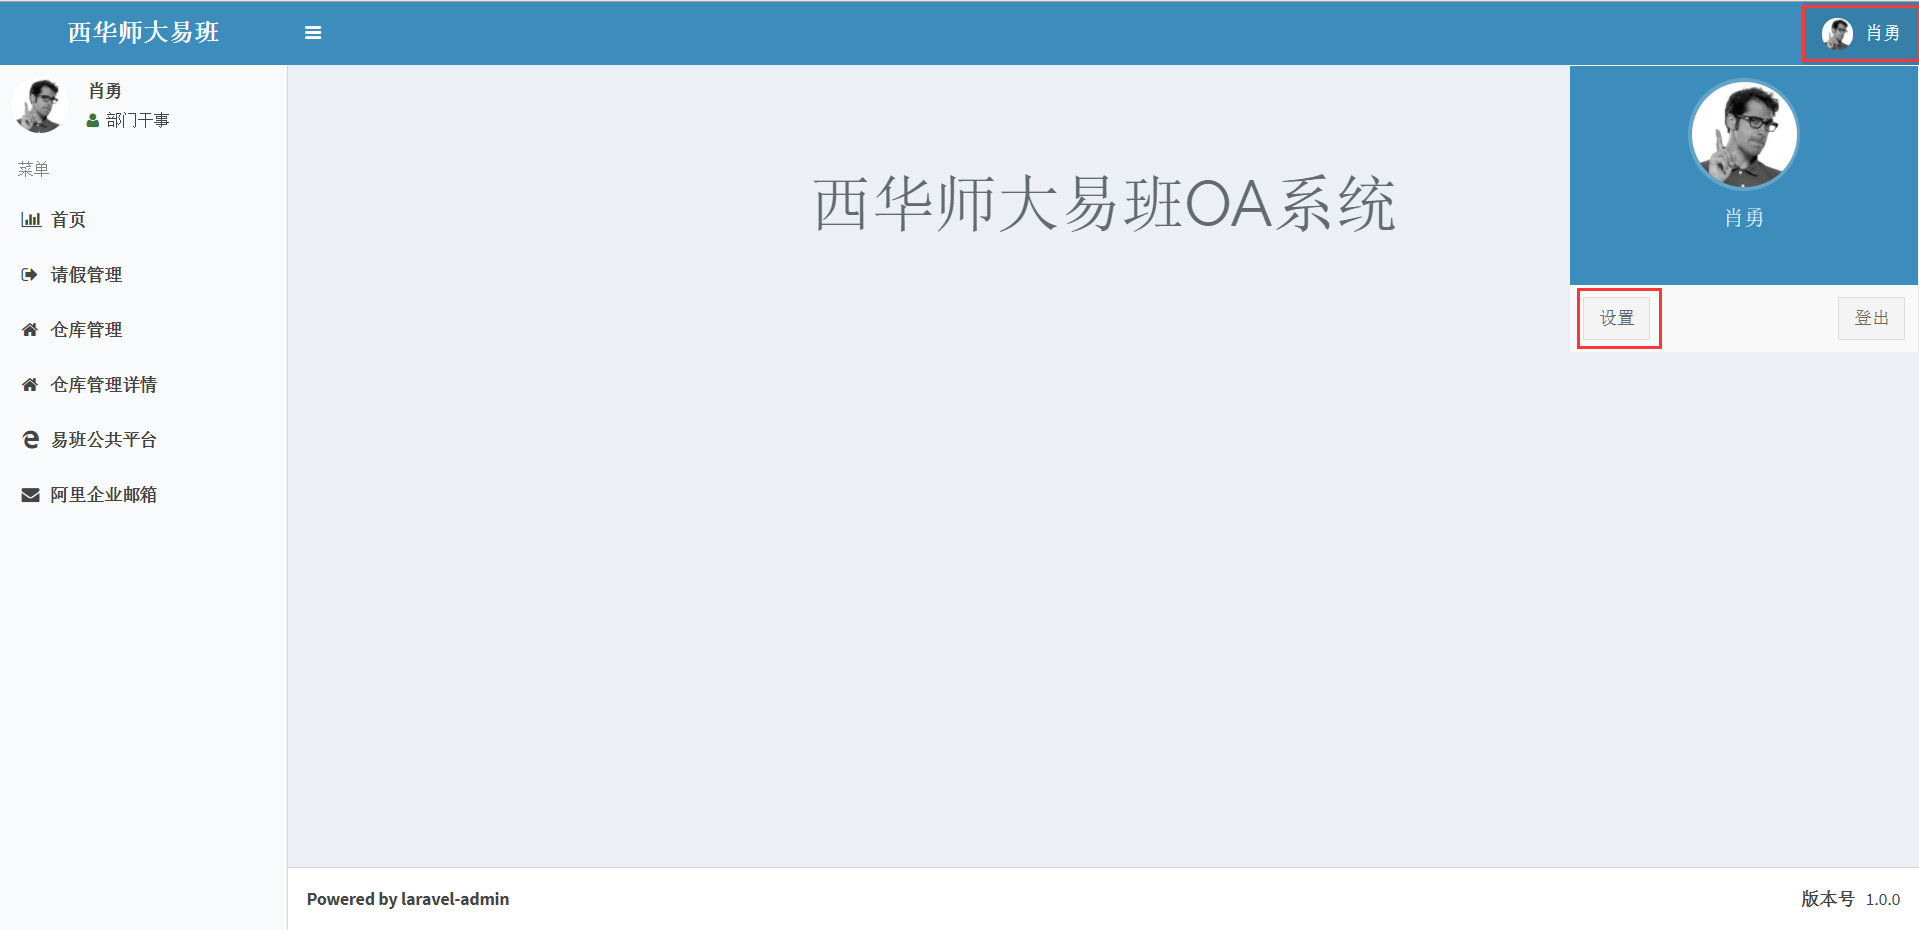 西华师大易班
肖勇
肖勇
部门干事
菜单
首页
请假管理
仓库管理
仓库管理详情
易班公共平台
阿里企业邮箱
西华师大易班OA系统
肖勇
设置
登出
Powered by laravel-admin
版本号 1.0.0